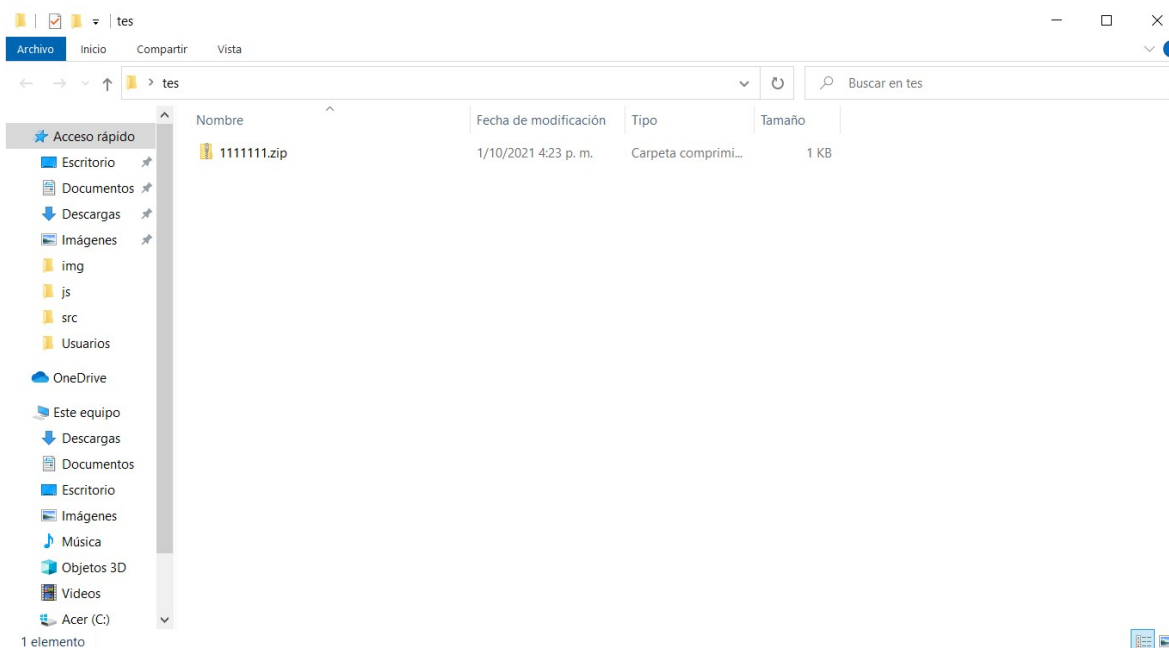 tes
Archivo Inicio Compartir Vista
tes Buscar en tes
Nombre Fecha de modificación Tipo Tamaño
1111111.zip 1/10/2021 4:23 p. m. Carpeta comprimi... 1 KB
Acceso rápido
Escritorio
Documentos
Descargas
Imágenes
img
js
src
Usuarios
OneDrive
Este equipo
Descargas
Documentos
Escritorio
Imágenes
Música
Objetos 3D
Videos
Acer (C:)
1 elemento